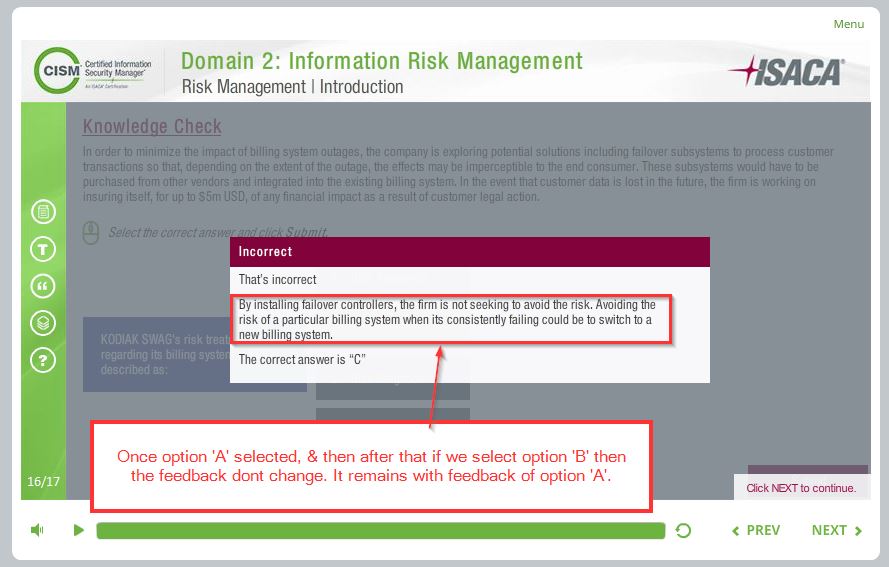 Menu
CISM
Certified Information
Security Manager®
An ISACA® Certification
Domain 2: Information Risk Management
Risk Management | Introduction
ISACA®
Knowledge Check
In order to minimize the impact of billing system outages, the company is exploring potential solutions including failover subsystems to process customer
transactions so that, depending on the extent of the outage, the effects may be imperceptible to the end consumer. These subsystems would have to be
purchased from other vendors and integrated into the existing billing system. In the event that customer data is lost in the future, the firm is working on
insuring itself, for up to $5m USD, of any financial impact as a result of customer legal action.
Select the correct answer and click Submit.
Incorrect
That's incorrect
By installing failover controllers, the firm is not seeking to avoid the risk. Avoiding the
risk of a particular billing system when its consistently failing could be to switch to a
new billing system.
The correct answer is “C”
KODIAK SWAG's risk
regarding its billing
described as:
Once option 'A' selected, & then after that if we select option 'B' then
the feedback dont change. It remains with feedback of option 'A'.
16/17
Click NEXT to continue.
PREV
NEXT